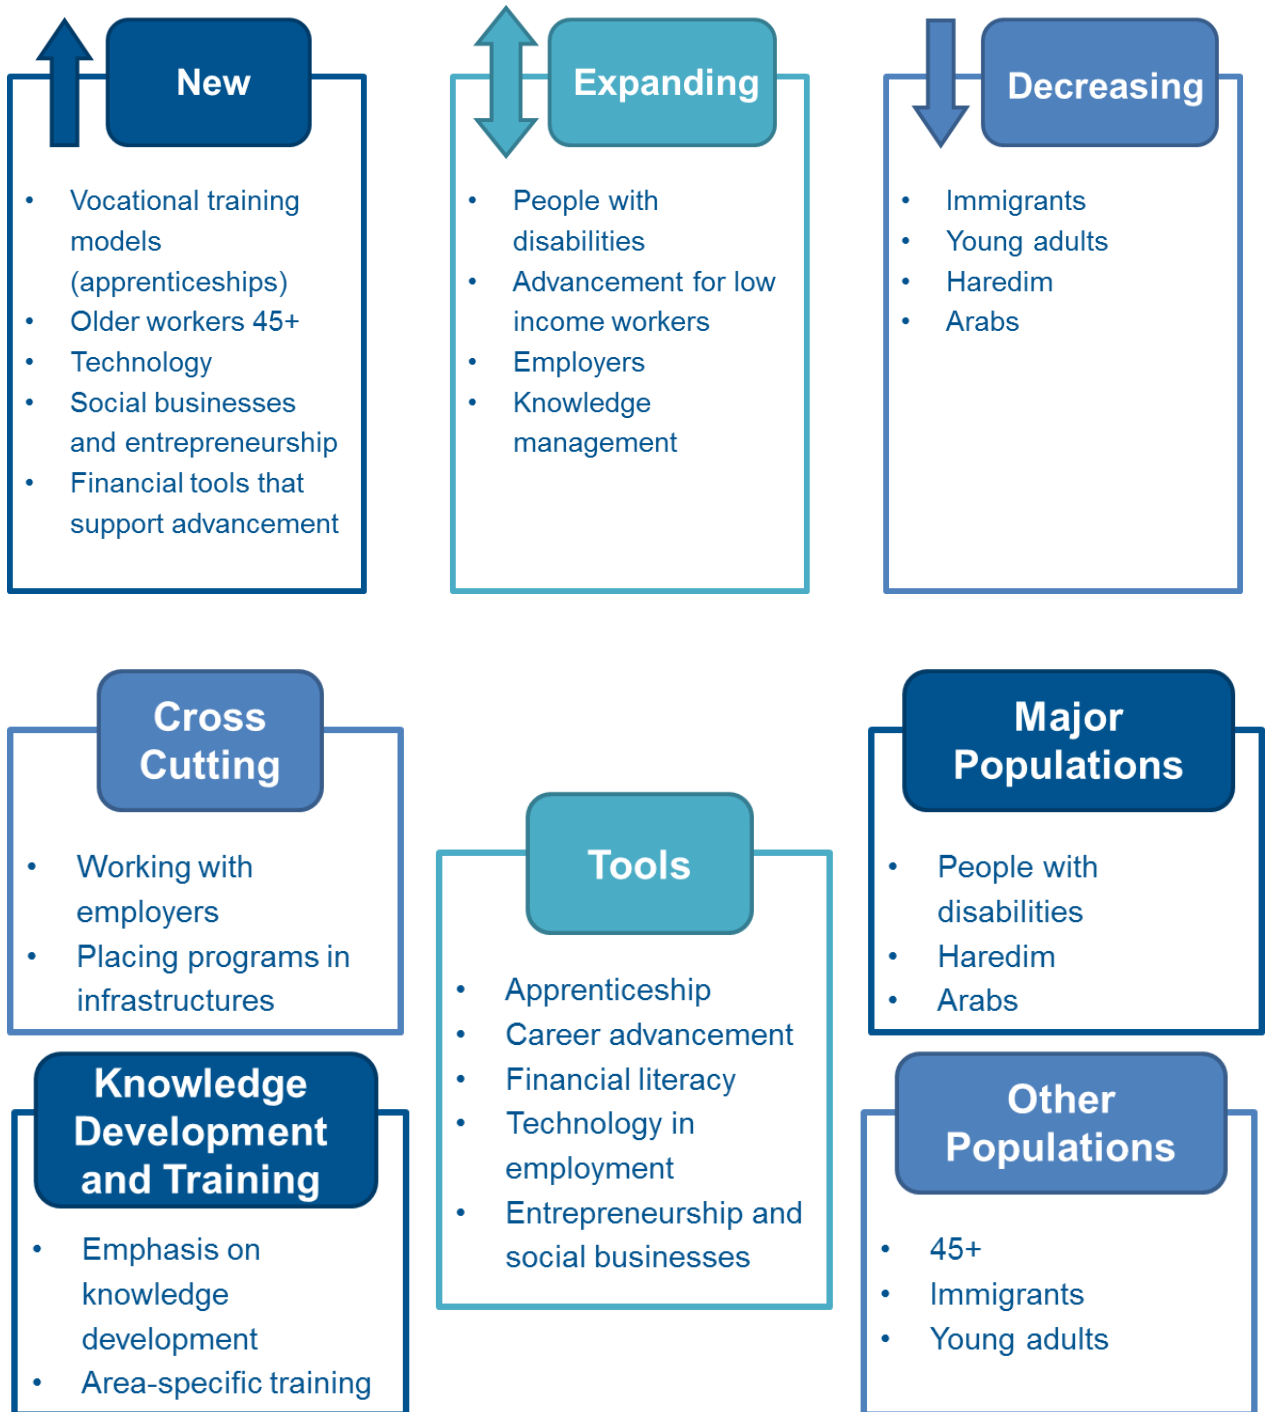 New
• Vocational training
models
(apprenticeships)
• Older workers 45+
• Technology
• Social businesses
and entrepreneurship
• Financial tools that
support advancement
Expanding
• People with
disabilities
• Advancement for low
income workers
• Employers
• Knowledge
management
Decreasing
• Immigrants
• Young adults
• Haredim
• Arabs
Cross
Cutting
• Working with
employers
• Placing programs in
infrastructures
Knowledge
Development
and Training
• Emphasis on
knowledge
development
• Area-specific training
Tools
• Apprenticeship
• Career advancement
• Financial literacy
• Technology in
employment
• Entrepreneurship and
social businesses
Major
Populations
• People with
disabilities
• Haredim
• Arabs
Other
Populations
• 45+
• Immigrants
• Young adults